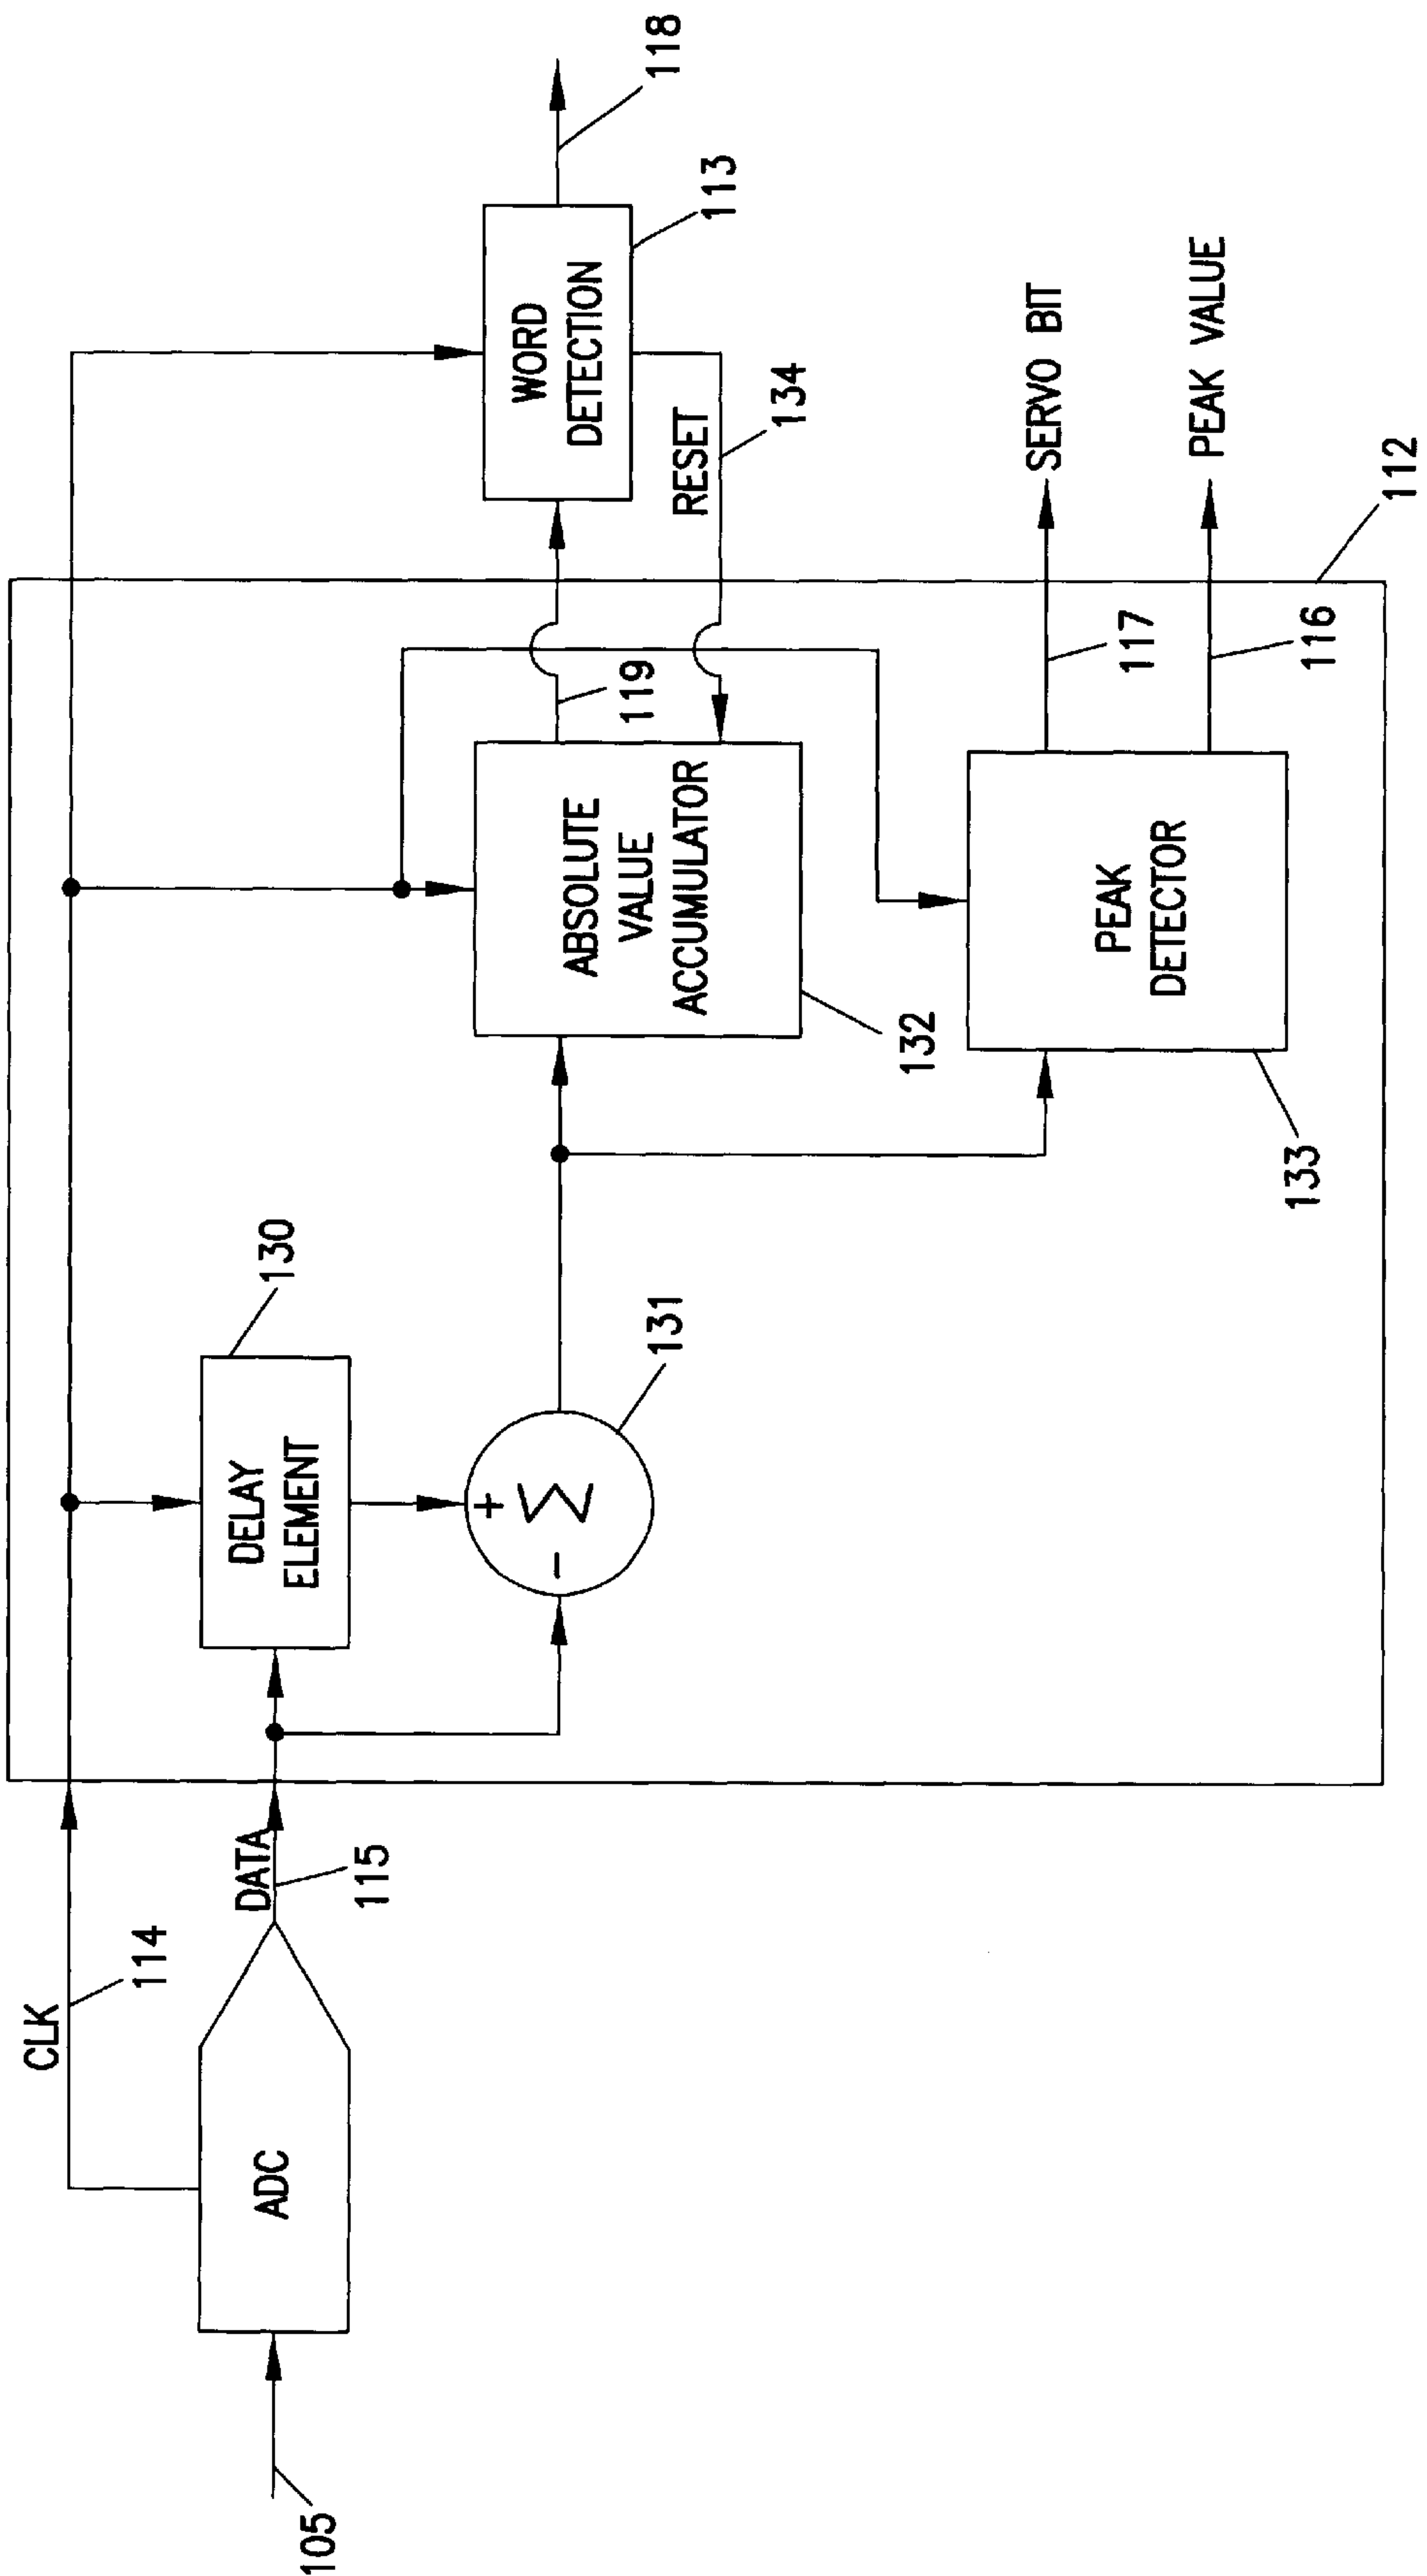 CLK
114
ADC
105
DATA
115
DELAY
ELEMENT
130
+
-
Σ
131
ABSOLUTE
VALUE
ACCUMULATOR
132
119
WORD
DETECTION
113
118
RESET
134
PEAK
DETECTOR
133
117
SERVO BIT
116
PEAK VALUE
112